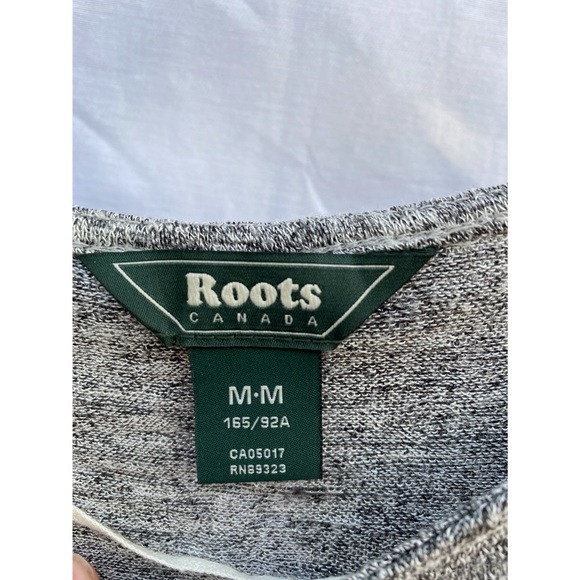 Roots
CANADA
M·M
165/92A
CA05017
RN89323